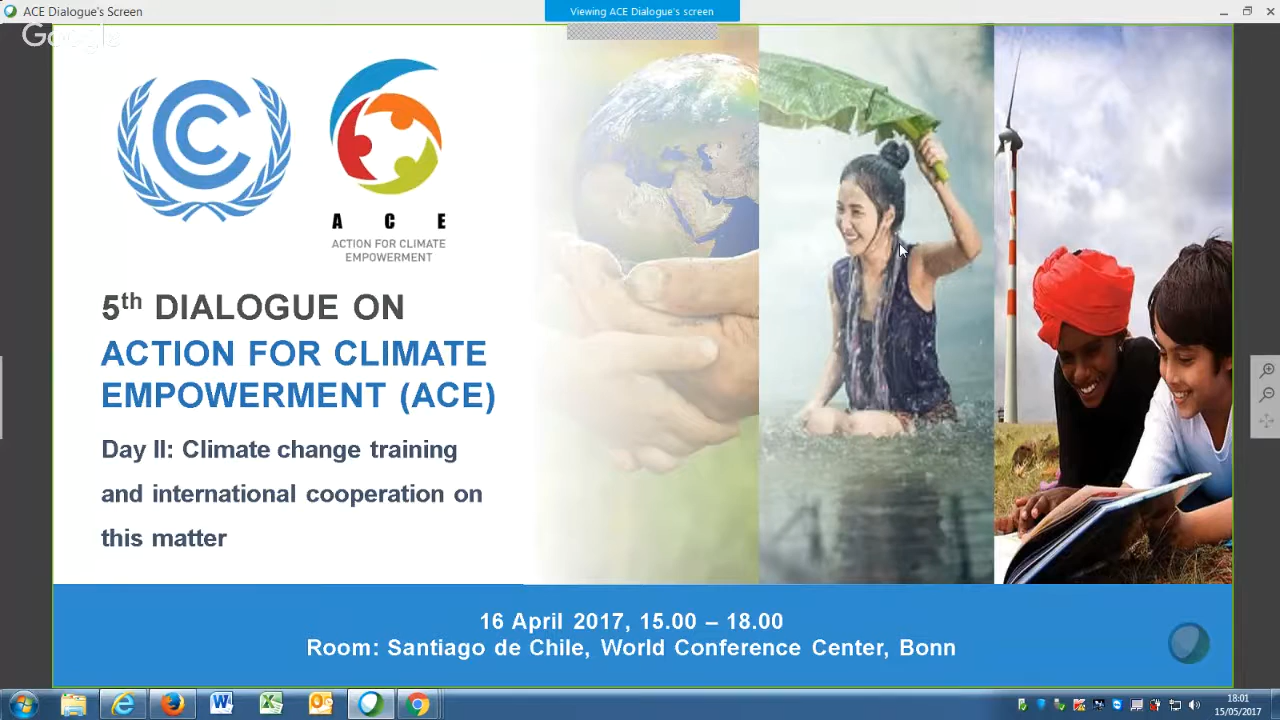 ACE Dialogue's Screen
Viewing ACE Dialogue's screen
Google
A C E
ACTION FOR CLIMATE
EMPOWERMENT
5th DIALOGUE ON
ACTION FOR CLIMATE
EMPOWERMENT (ACE)
Day II: Climate change training
and international cooperation on
this matter
16 April 2017, 15.00 – 18.00
Room: Santiago de Chile, World Conference Center, Bonn
18:01
15/05/2017